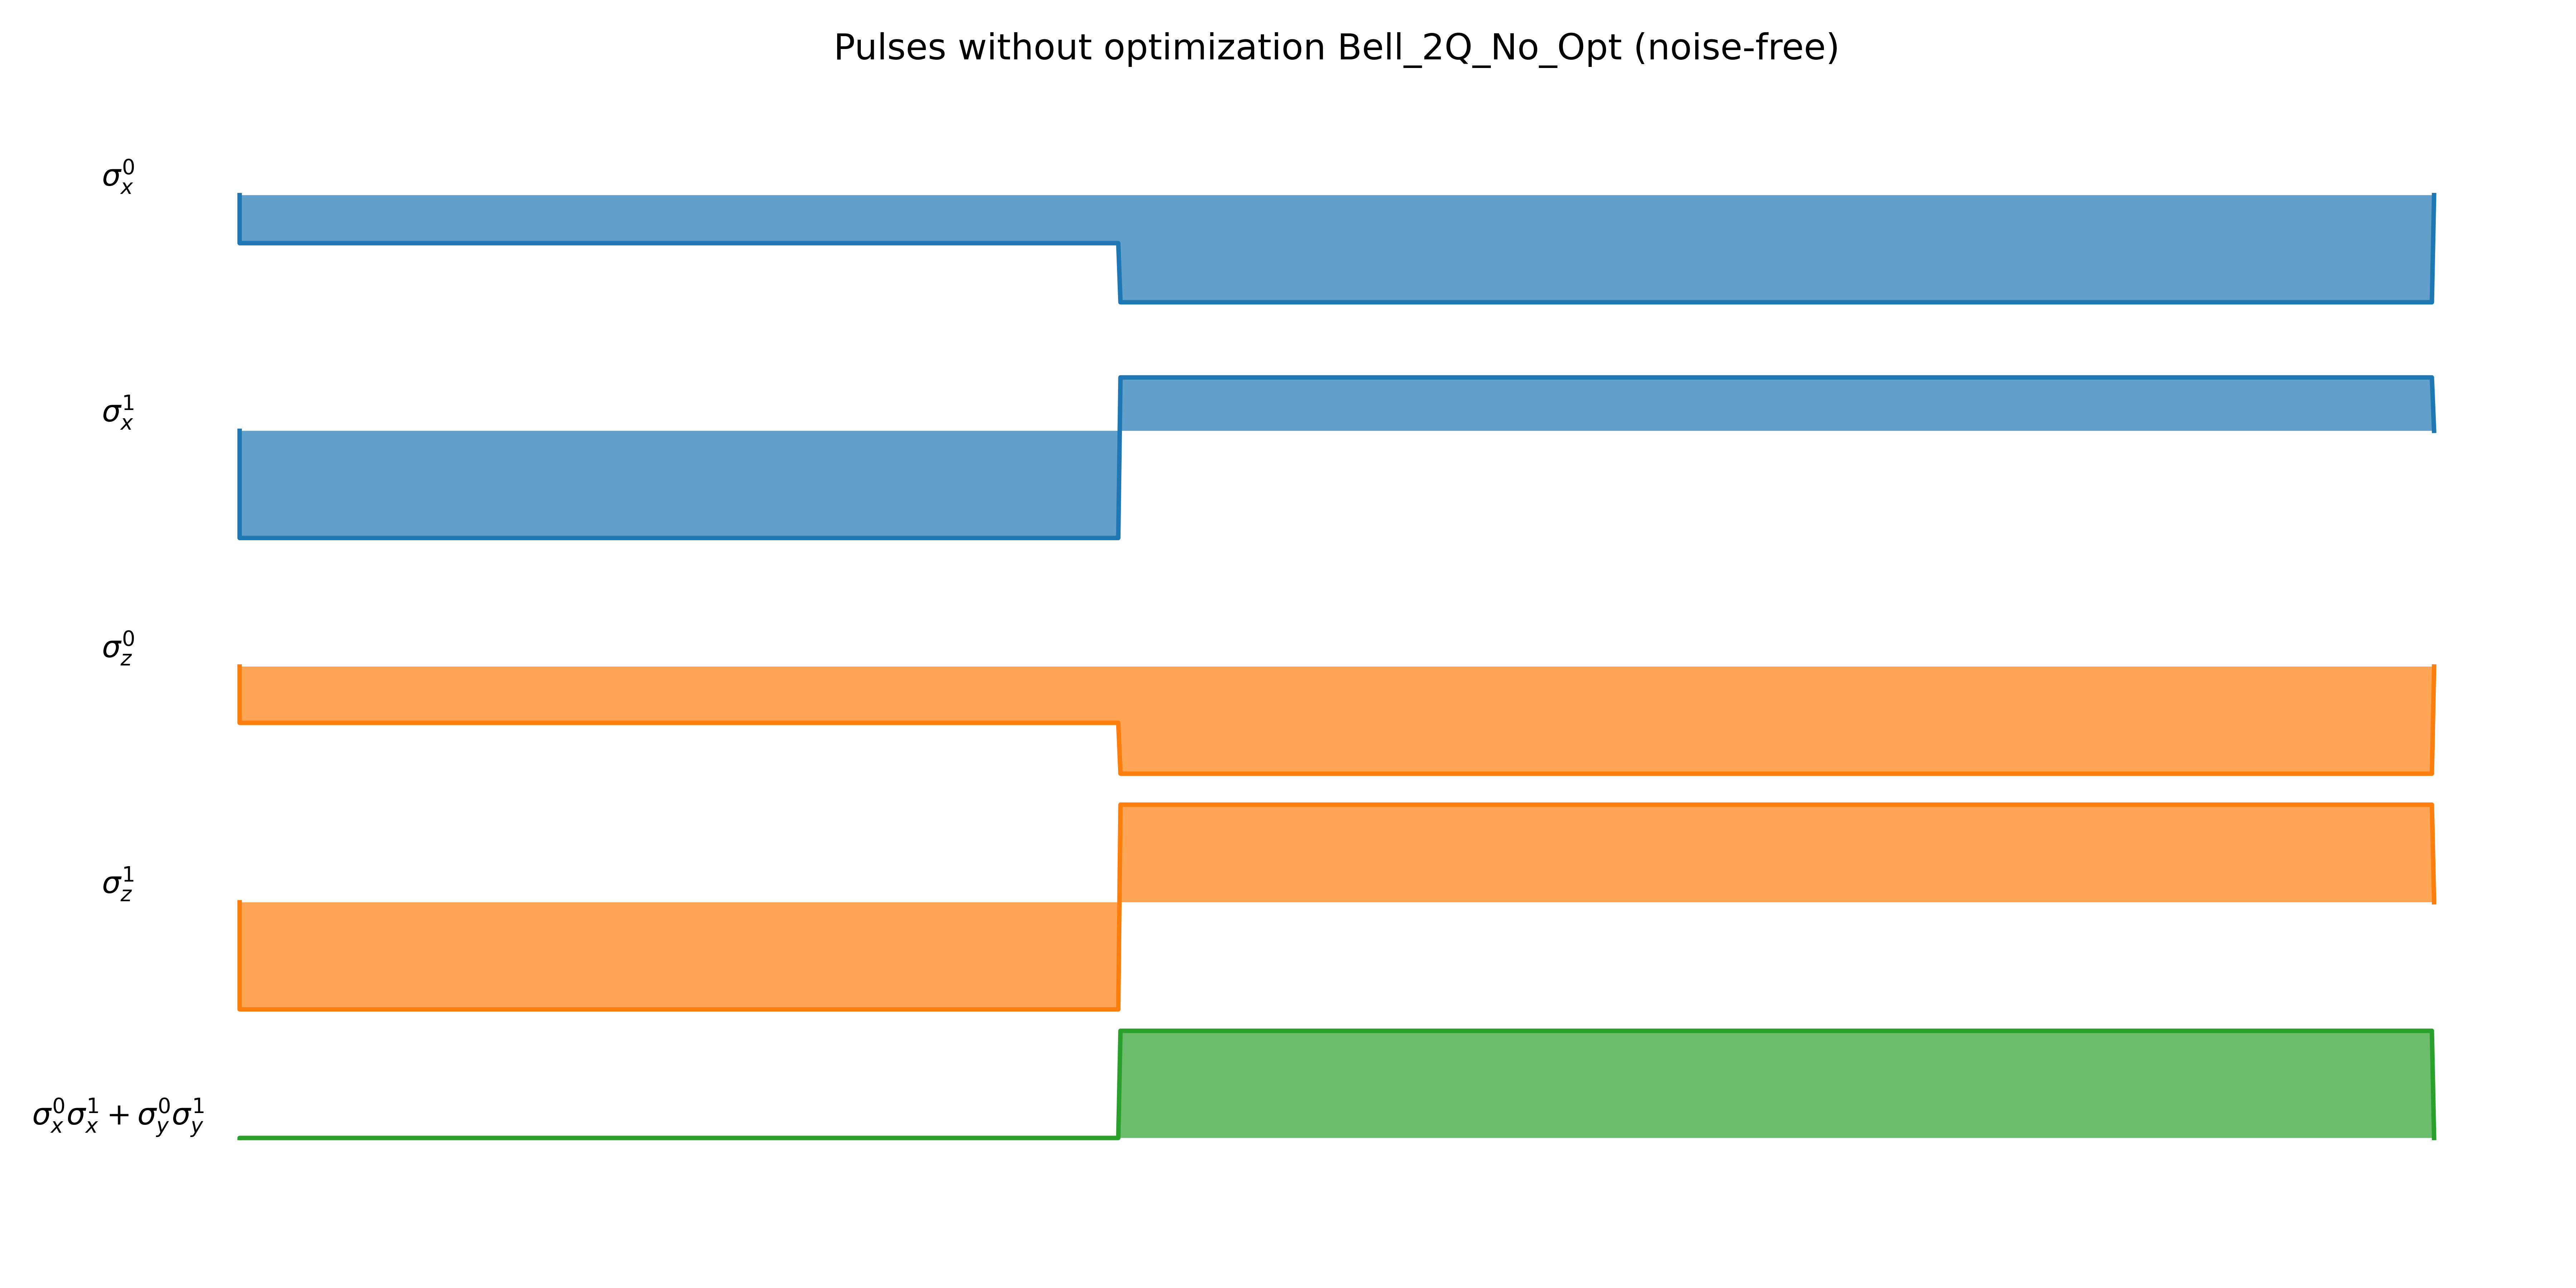 Pulses without optimization Bell_2Q_No_Opt (noise-free)
σ_x^0
σ_x^1
σ_z^0
σ_z^1
σ_x^0σ_x^1 + σ_y^0σ_y^1